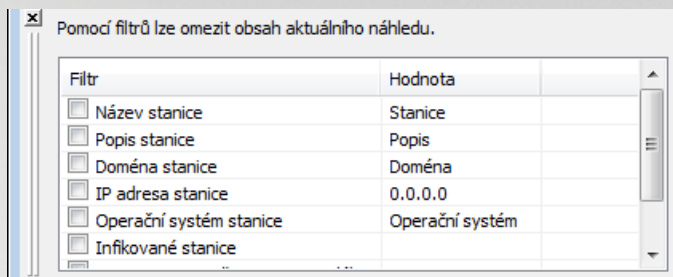 Pomocí filtrů lze omezit obsah aktuálního náhledu.
Filtr Hodnota
Název stanice Stanice
Popis stanice Popis
Doména stanice Doména
IP adresa stanice 0.0.0.0
Operační systém stanice Operační systém
Infikované stanice